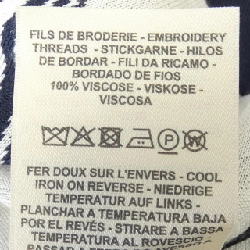 FILS DE BRODERIE - EMBROIDERY
THREADS - STICKGARNE - HILOS
DE BORDAR - FILI DA RICAMO -
BORDADO DE FIOS
100% VISCOSE - VISKOSE -
VISCOSA
FER DOUX SUR L'ENVERS - COOL
IRON ON REVERSE - NIEDRIGE
TEMPERATUR AUF LINKS -
PLANCHAR A TEMPERATURA BAJA
POR EL REVÉS - STIRARE A BASSA
TEMPERATURA AL ROVESCIO